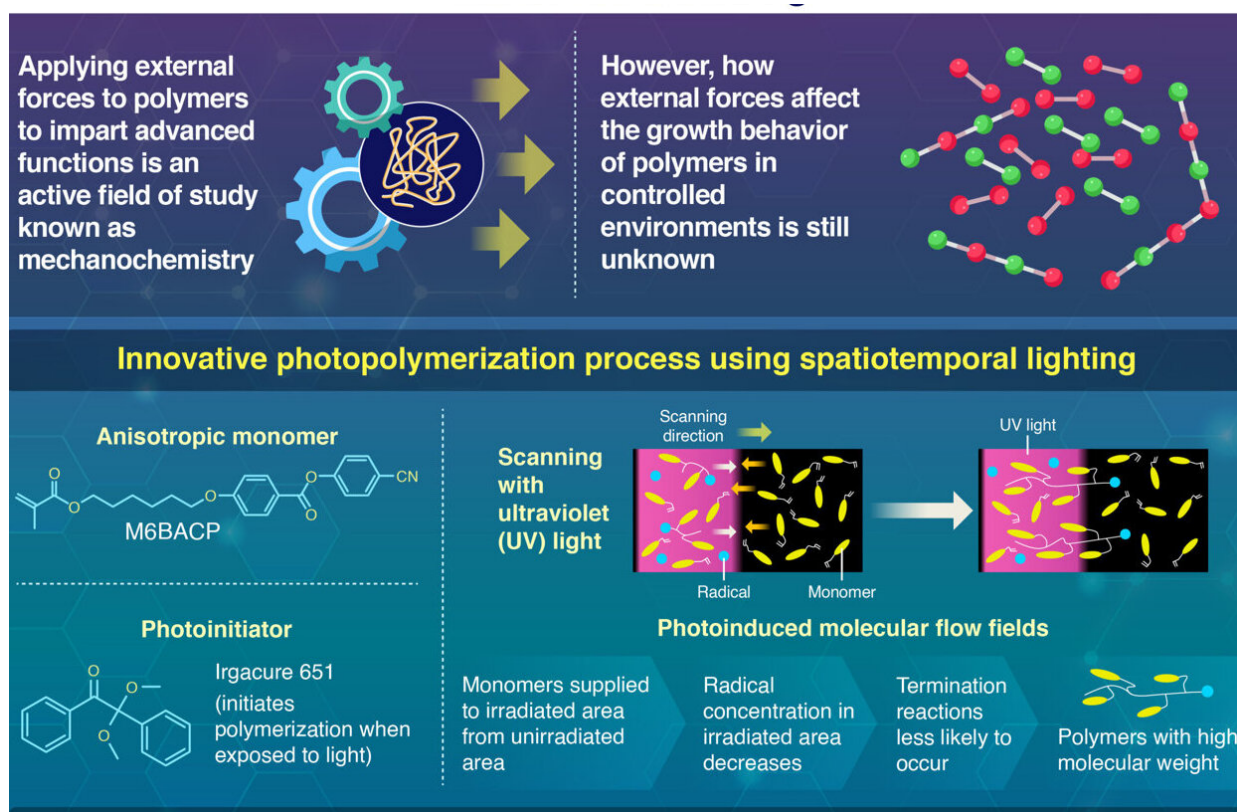 Applying external
forces to polymers
to impart advanced
functions is an
active field of study
known as
mechanochemistry
However, how
external forces affect
the growth behavior
of polymers in
controlled
environments is still
unknown
Innovative photopolymerization process using spatiotemporal lighting
Anisotropic monomer
O
O
O
O
O
CN
M6BACP
Photoinitiator
O
O
O
Irgacure 651
(initiates
polymerization when
exposed to light)
Scanning
with
ultraviolet
(UV) light
Scanning
direction
Radical
Monomer
UV light
Photoinduced molecular flow fields
Monomers supplied
to irradiated area
from unirradiated
area
Radical
concentration in
irradiated area
decreases
Termination
reactions
less likely to
occur
Polymers with high
molecular weight